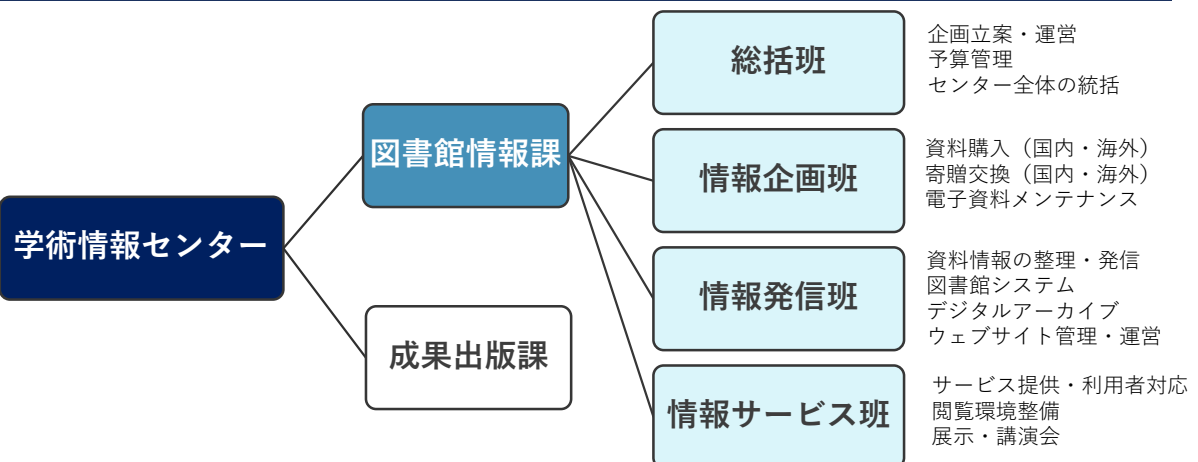 学術情報センター
図書館情報課
成果出版課
総括班
企画立案・運営
予算管理
センター全体の統括
情報企画班
資料購入（国内・海外）
寄贈交換（国内・海外）
電子資料メンテナンス
情報発信班
資料情報の整理・発信
図書館システム
デジタルアーカイブ
ウェブサイト管理・運営
情報サービス班
サービス提供・利用者対応
閲覧環境整備
展示・講演会